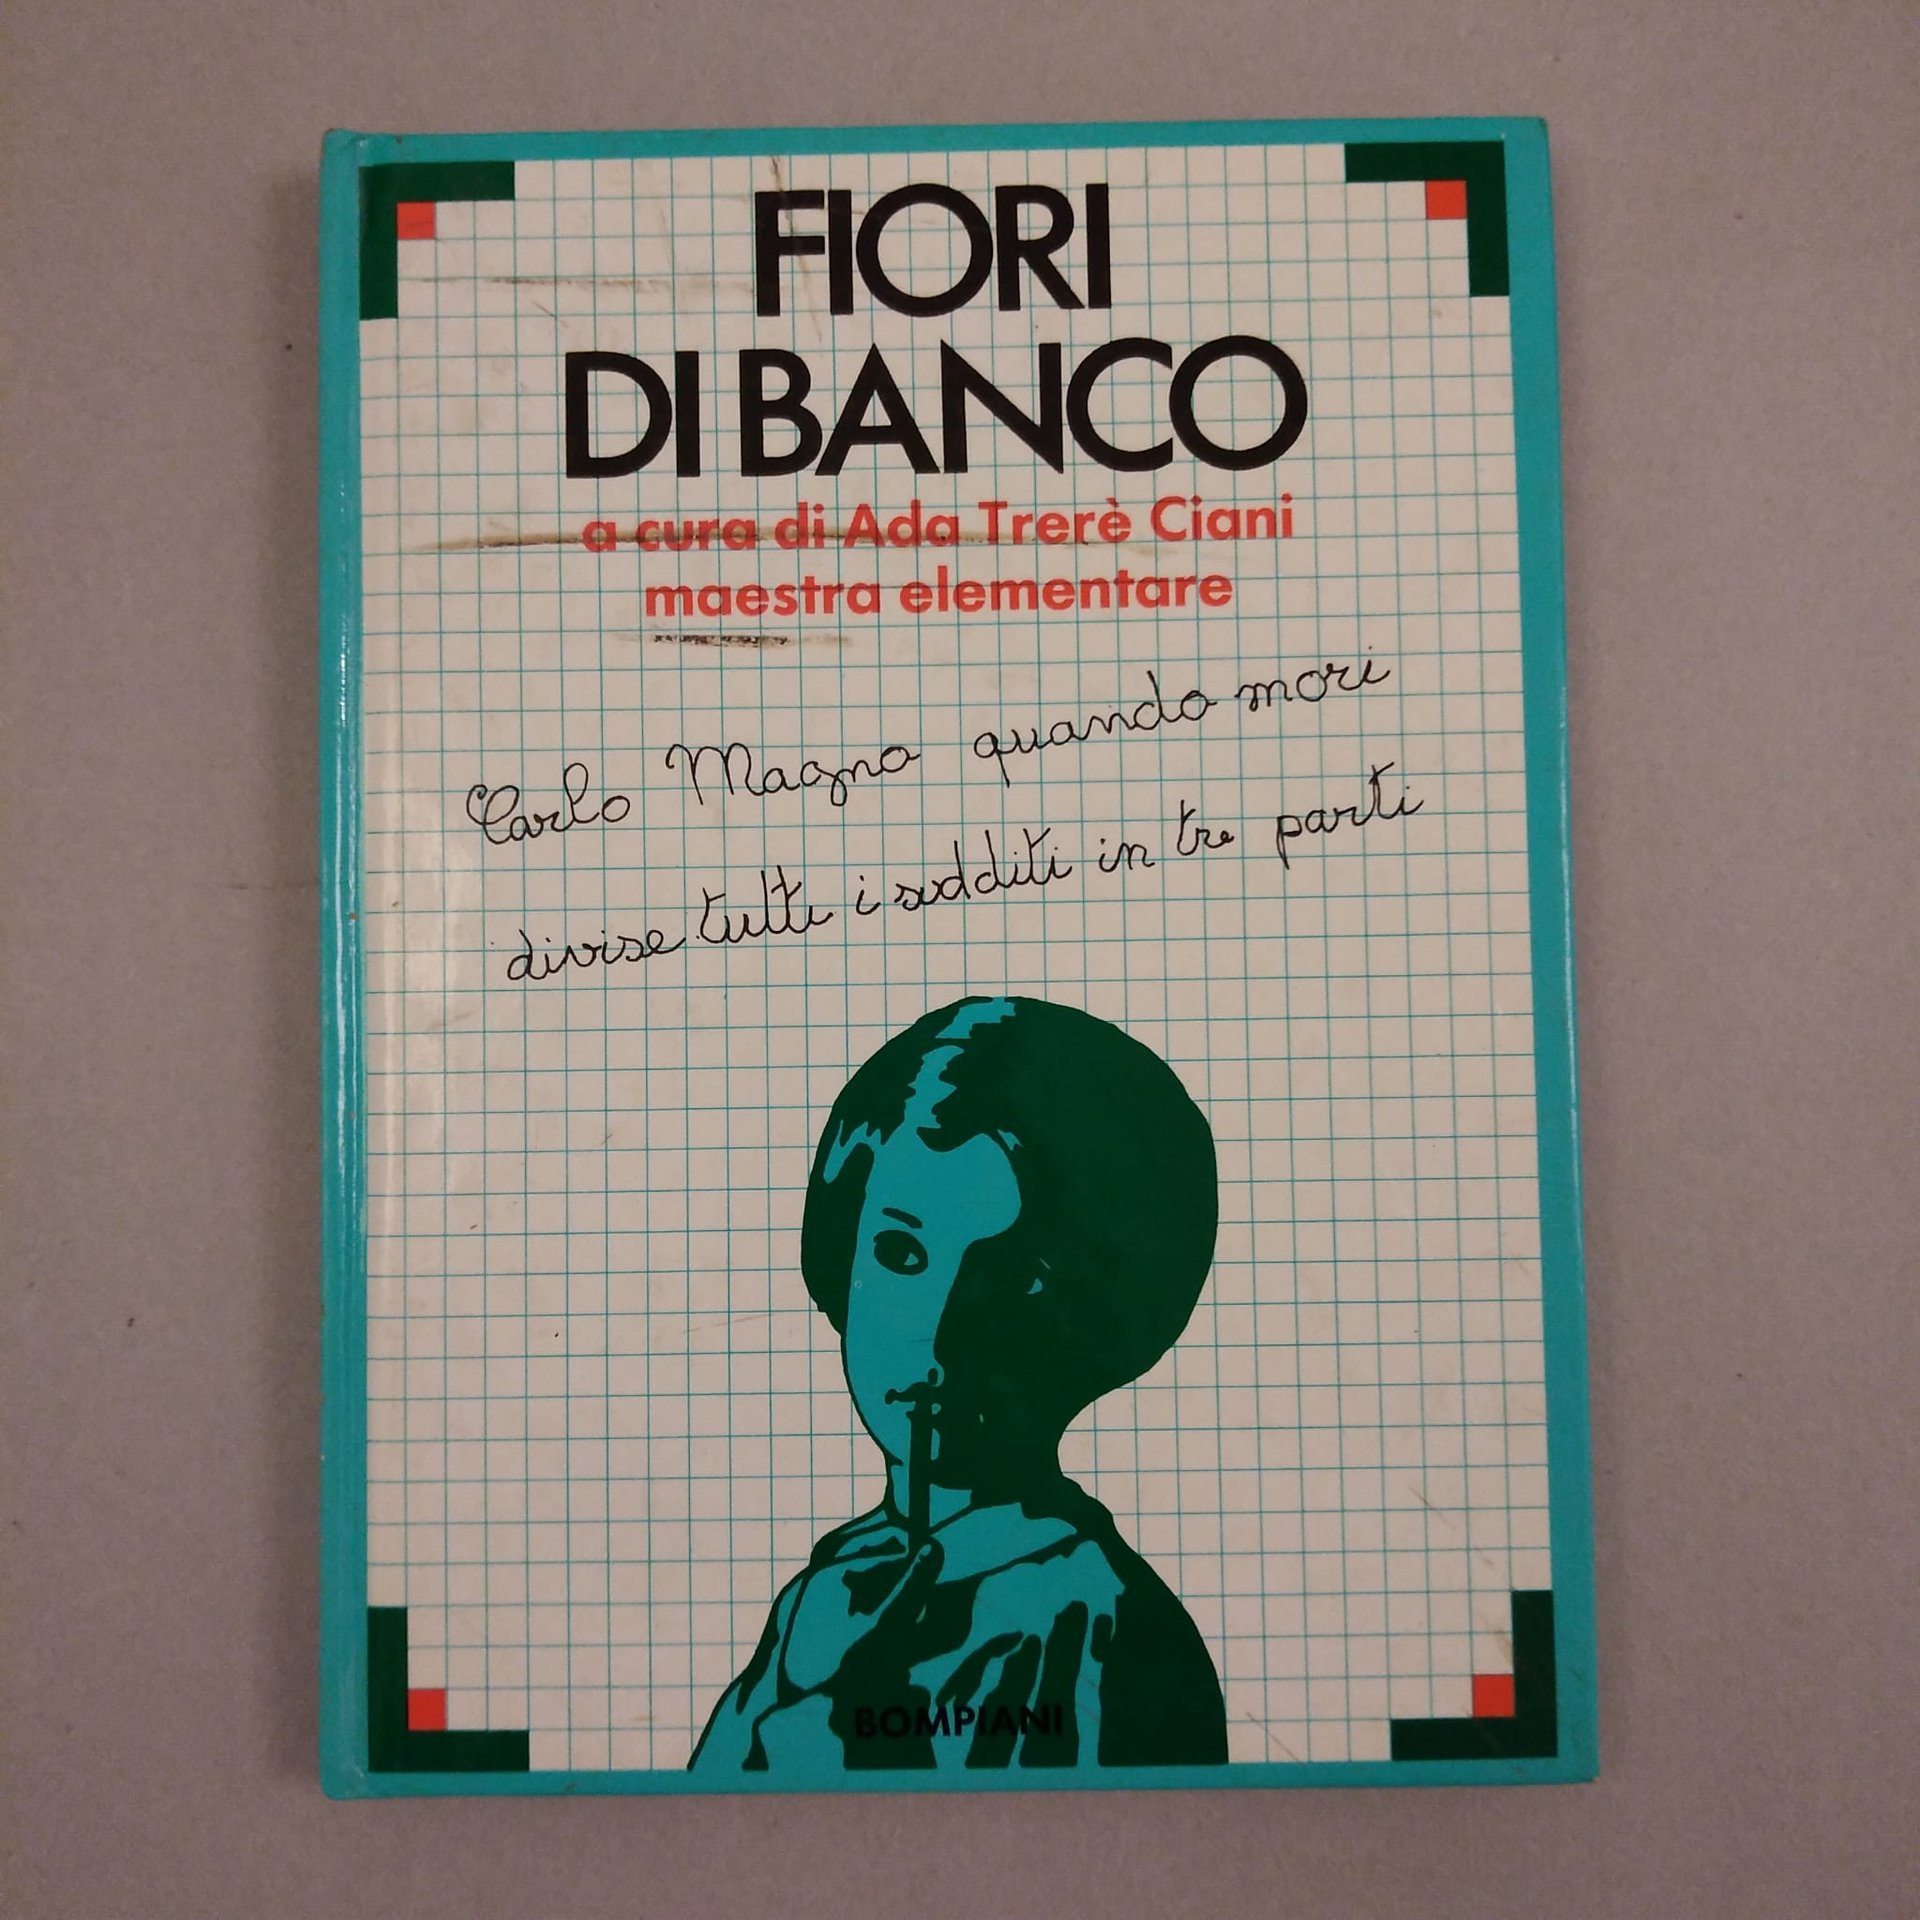 FIORI
DI BANCO
a cura di Ada Trerè Ciani
maestra elementare
Carlo Magno quando mori
divise tutti i sudditi in tre parti
BOMPIANI